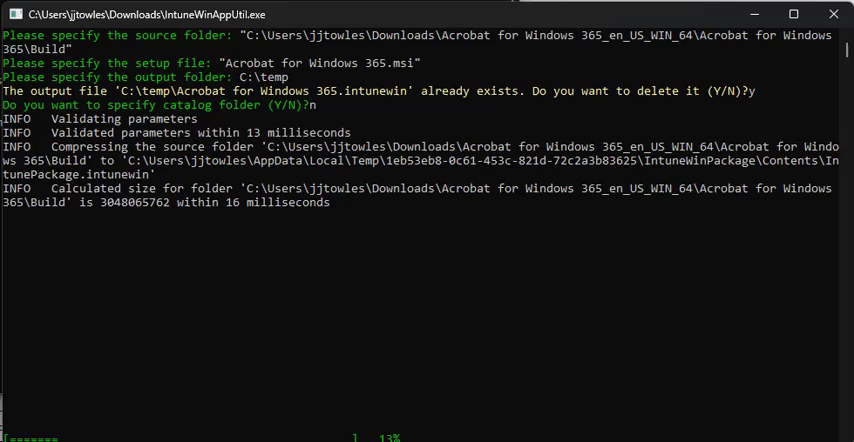 C:\Users\jjtowles\Downloads\IntuneWinAppUtil.exe
Please specify the source folder: "C:\Users\jjtowles\Downloads\Acrobat for Windows 365_en_US_WIN_64\Acrobat for Windows
365\Build"
Please specify the setup file: "Acrobat for Windows 365.msi"
Please specify the output folder: C:\temp
The output file 'C:\temp\Acrobat for Windows 365.intunewin' already exists. Do you want to delete it (Y/N)?y
Do you want to specify catalog folder (Y/N)?n
INFO   Validating parameters
INFO   Validated parameters within 13 milliseconds
INFO   Compressing the source folder 'C:\Users\jjtowles\Downloads\Acrobat for Windows 365_en_US_WIN_64\Acrobat for Windo
ws 365\Build' to 'C:\Users\jjtowles\AppData\Local\Temp\1eb53eb8-0c61-453c-821d-72c2a3b83625\IntuneWinPackage\Contents\In
tunePackage.intunewin'
INFO   Calculated size for folder 'C:\Users\jjtowles\Downloads\Acrobat for Windows 365_en_US_WIN_64\Acrobat for Windows
365\Build' is 3048065762 within 16 milliseconds
[=======                                           ]   13%